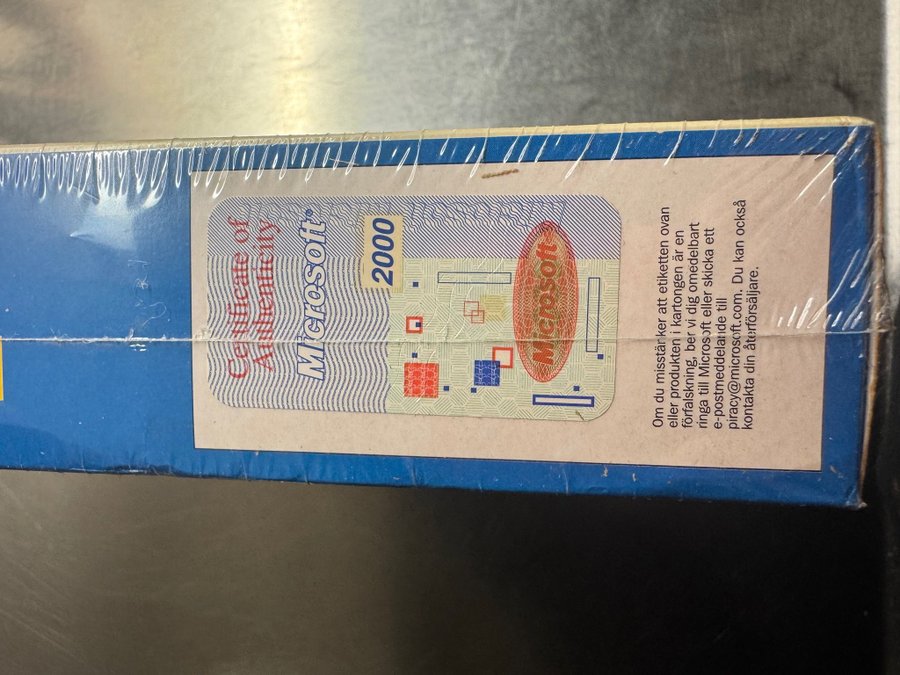 Certificate of
Authenticity
Microsoft®
2000
Microsoft
Om du misstänker att etiketten ovan
eller produkten i kartongen är en
förfalskning, ber vi dig omedelbart
ringa till Microsoft eller skicka ett
e-postmeddelande till
piracy@microsoft.com. Du kan också
kontakta din återförsäljare.